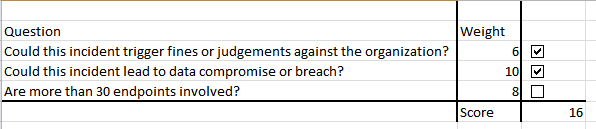 Question Weight
Could this incident trigger fines or judgements against the organization? 6
Could this incident lead to data compromise or breach? 10
Are more than 30 endpoints involved? 8
Score 16